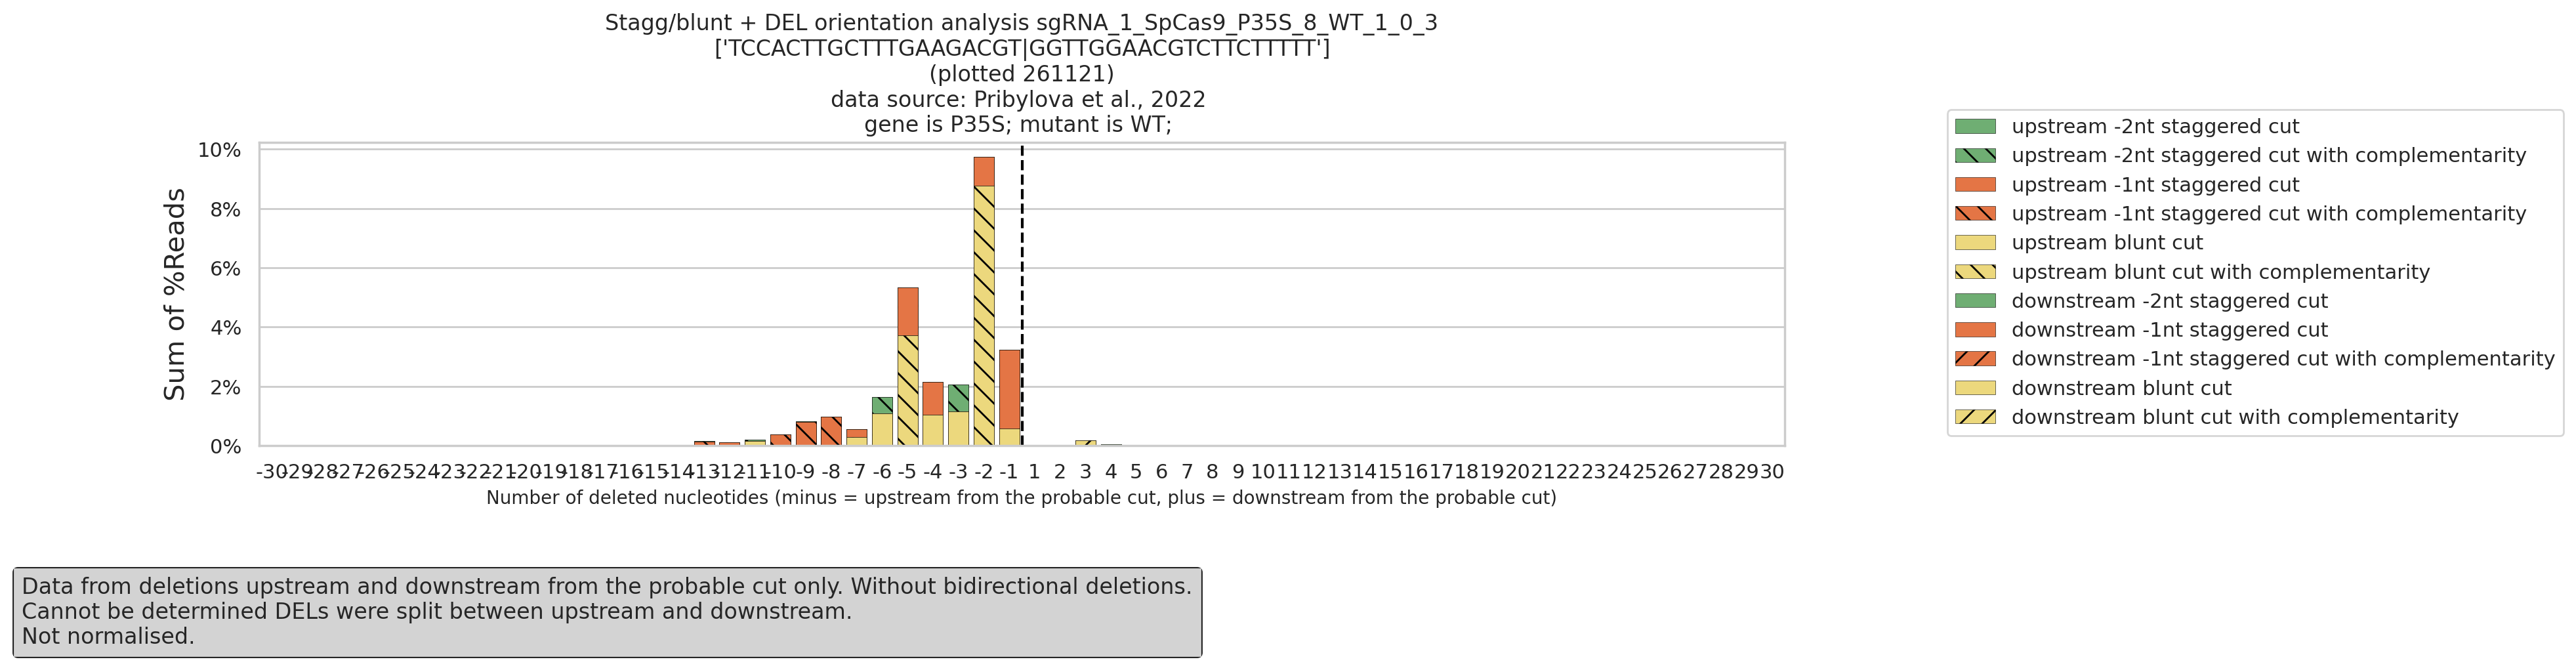 Stagg/blunt + DEL orientation analysis sgRNA_1_SpCas9_P35S_8_WT_1_0_3
['TCCACTTGCTTTGAAGACGT|GGTTGGAACGTCTTCTTTTT']
(plotted 261121)
data source: Pribylova et al., 2022
gene is P35S; mutant is WT;
10%
8%
6%
4%
2%
0%
Sum of %Reads
-30 -29 -28 -27 -26 -25 -24 -23 -22 -21 -20 -19 -18 -17 -16 -15 -14 -13 -12 -11 -10 -9 -8 -7 -6 -5 -4 -3 -2 -1 1 2 3 4 5 6 7 8 9 10 11 12 13 14 15 16 17 18 19 20 21 22 23 24 25 26 27 28 29 30
Number of deleted nucleotides (minus = upstream from the probable cut, plus = downstream from the probable cut)
upstream -2nt staggered cut
upstream -2nt staggered cut with complementarity
upstream -1nt staggered cut
upstream -1nt staggered cut with complementarity
upstream blunt cut
upstream blunt cut with complementarity
downstream -2nt staggered cut
downstream -1nt staggered cut
downstream -1nt staggered cut with complementarity
downstream blunt cut
downstream blunt cut with complementarity
Data from deletions upstream and downstream from the probable cut only. Without bidirectional deletions.
Cannot be determined DELs were split between upstream and downstream.
Not normalised.